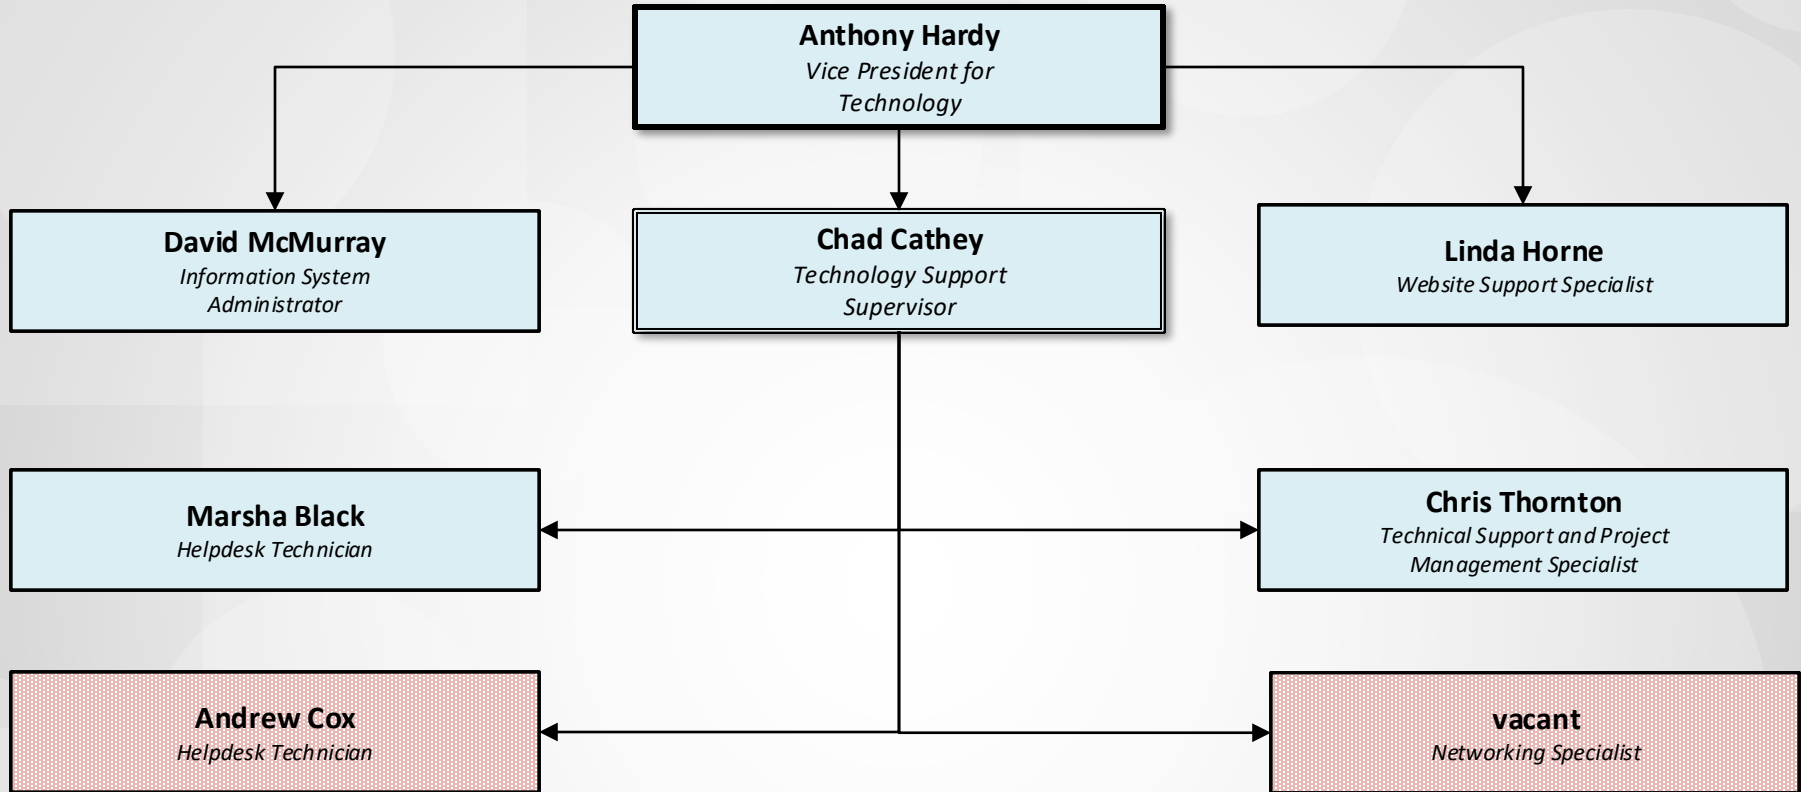 Anthony Hardy
Vice President for
Technology
David McMurray
Information System
Administrator
Chad Cathey
Technology Support
Supervisor
Linda Horne
Website Support Specialist
Marsha Black
Helpdesk Technician
Chris Thornton
Technical Support and Project
Management Specialist
Andrew Cox
Helpdesk Technician
vacant
Networking Specialist